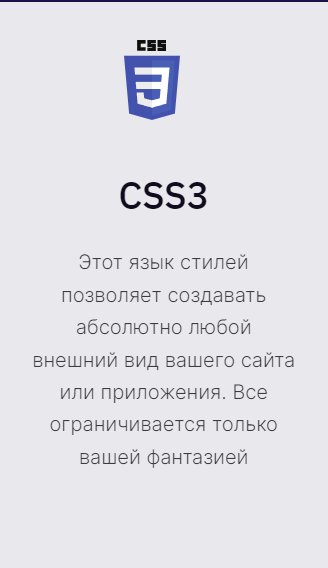 CSS
3
CSS3
Этот язык стилей
позволяет создавать
абсолютно любой
внешний вид вашего сайта
или приложения. Все
ограничивается только
вашей фантазией